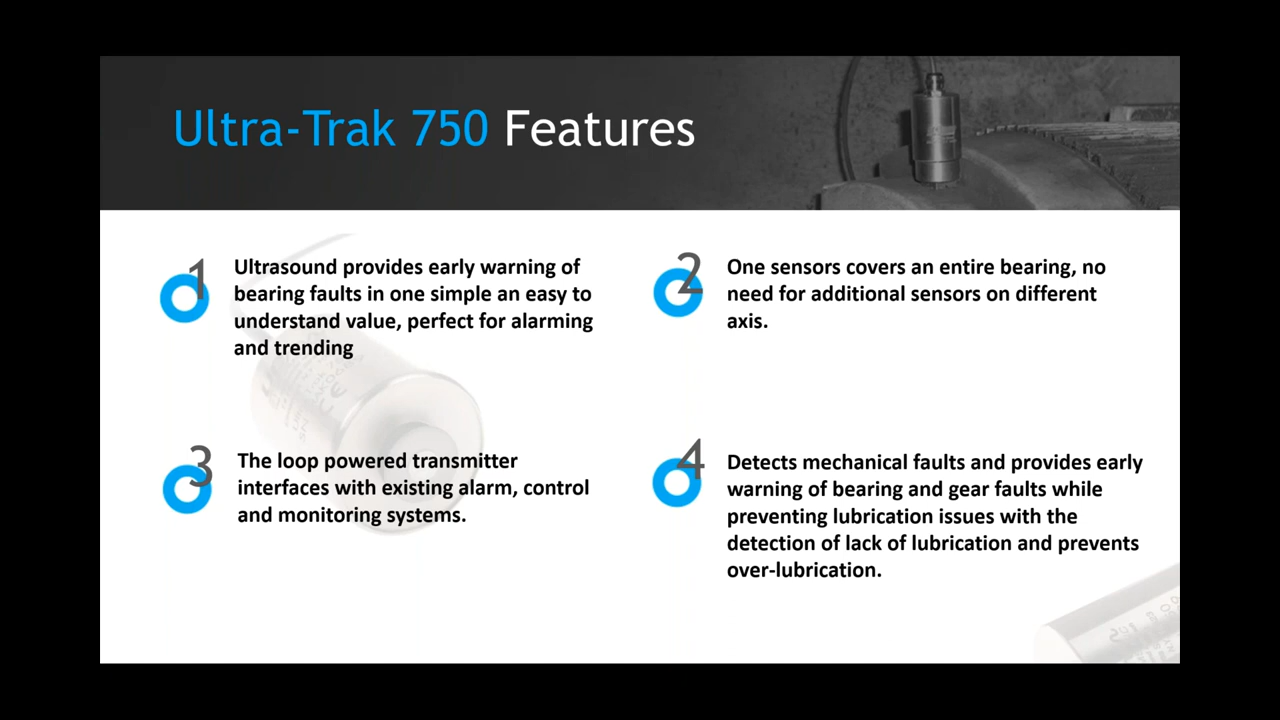 Ultra-Trak 750 Features
1
Ultrasound provides early warning of
bearing faults in one simple an easy to
understand value, perfect for alarming
and trending
2
One sensors covers an entire bearing, no
need for additional sensors on different
axis.
3
The loop powered transmitter
interfaces with existing alarm, control
and monitoring systems.
4
Detects mechanical faults and provides early
warning of bearing and gear faults while
preventing lubrication issues with the
detection of lack of lubrication and prevents
over-lubrication.